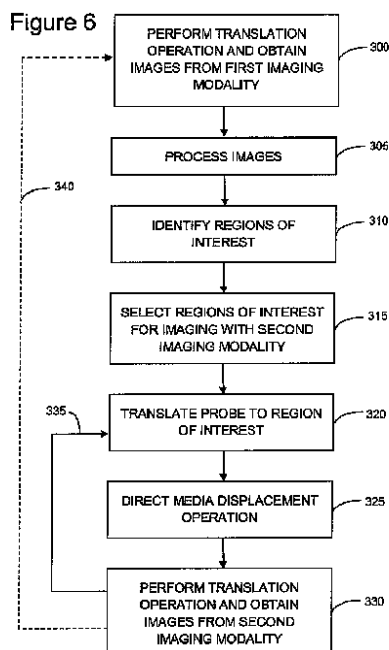 Figure 6
PERFORM TRANSLATION
OPERATION AND OBTAIN
IMAGES FROM FIRST IMAGING
MODALITY
300
PROCESS IMAGES
305
340
IDENTIFY REGIONS OF
INTEREST
310
SELECT REGIONS OF INTEREST
FOR IMAGING WITH SECOND
IMAGING MODALITY
315
335
TRANSLATE PROBE TO REGION
OF INTEREST
320
DIRECT MEDIA DISPLACEMENT
OPERATION
325
PERFORM TRANSLATION
OPERATION AND OBTAIN
IMAGES FROM SECOND
IMAGING MODALITY
330